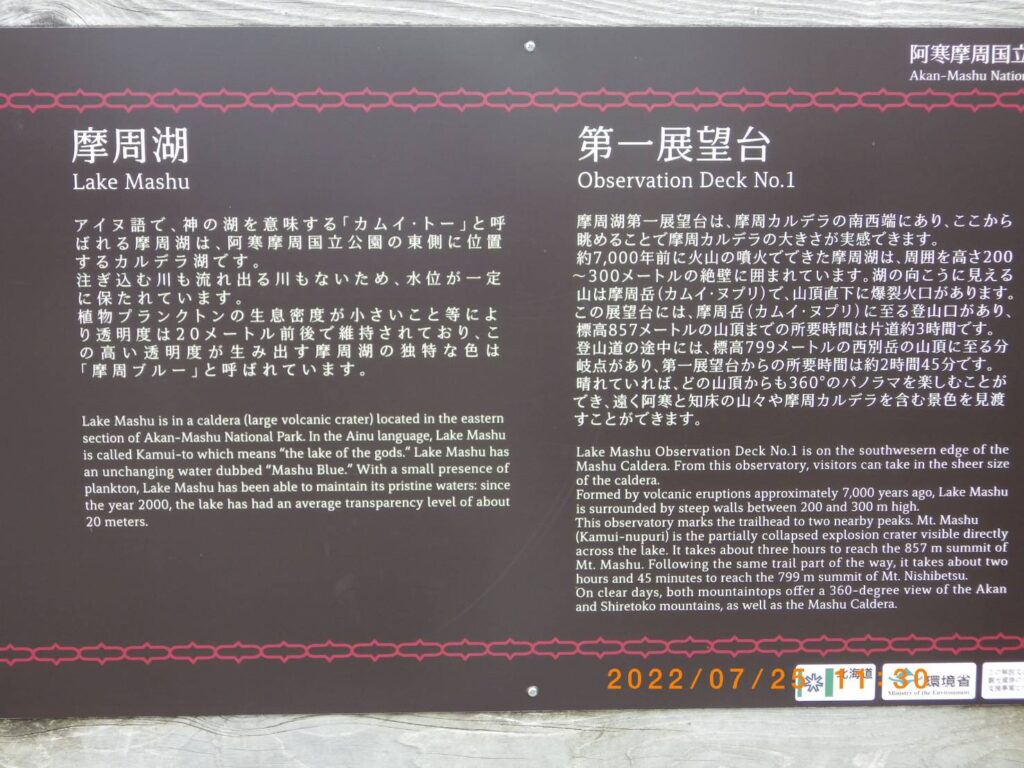 阿寒摩周国立
Akan-Mashu Natio
摩周湖
Lake Mashu
アイヌ語で、神の湖を意味する「カムイ・トー」と呼
ばれる摩周湖は、阿寒摩周国立公園の東側に位置
するカルデラ湖です。
注ぎ込む川も流れ出る川もないため、水位が一定
に保たれています。
植物プランクトンの生息密度が小さいこと等によ
り透明度は20メートル前後で維持されており、こ
の高い透明度が生み出す摩周湖の独特な色は
「摩周ブルー」と呼ばれています。
Lake Mashu is in a caldera (large volcanic crater) located in the eastern
section of Akan-Mashu National Park. In the Ainu language, Lake Mashu
is called Kamui-to which means “the lake of the gods.” Lake Mashu has
an unchanging water dubbed “Mashu Blue.” With a small presence of
plankton, Lake Mashu has been able to maintain its pristine waters: since
the year 2000, the lake has had an average transparency level of about
20 meters.
第一展望台
Observation Deck No.1
摩周湖第一展望台は、摩周カルデラの南西端にあり、ここから
眺めることで摩周カルデラの大きさが実感できます。
約7,000年前に火山の噴火でできた摩周湖は、周囲を高さ200
～300メートルの絶壁に囲まれています。湖の向こうに見える
山は摩周岳(カムイ・ヌプリ)で、山頂直下に爆裂火口があります。
この展望台には、摩周岳(カムイ・ヌプリ)に至る登山口があり、
標高857メートルの山頂までの所要時間は片道約3時間です。
登山道の途中には、標高799メートルの西別岳の山頂に至る分
岐点があり、第一展望台からの所要時間は約2時間45分です。
晴れていれば、どの山頂からも360°のパノラマを楽しむことが
でき、遠く阿寒と知床の山々や摩周カルデラを含む景色を見渡
すことができます。
Lake Mashu Observation Deck No.1 is on the southwesern edge of the
Mashu Caldera. From this observatory, visitors can take in the sheer size
of the caldera.
Formed by volcanic eruptions approximately 7,000 years ago, Lake Mashu
is surrounded by steep walls between 200 and 300 m high.
This observatory marks the trailhead to two nearby peaks. Mt. Mashu
(Kamui-nupuri) is the partially collapsed explosion crater visible directly
across the lake. It takes about three hours to reach the 857 m summit of
Mt. Mashu. Following the same trail part of the way, it takes about two
hours and 45 minutes to reach the 799 m summit of Mt. Nishibetsu.
On clear days, both mountaintops offer a 360-degree view of the Akan
and Shiretoko mountains, as well as the Mashu Caldera.
2022/07/25 11:30
北海道
環境省
Ministry of the Environment